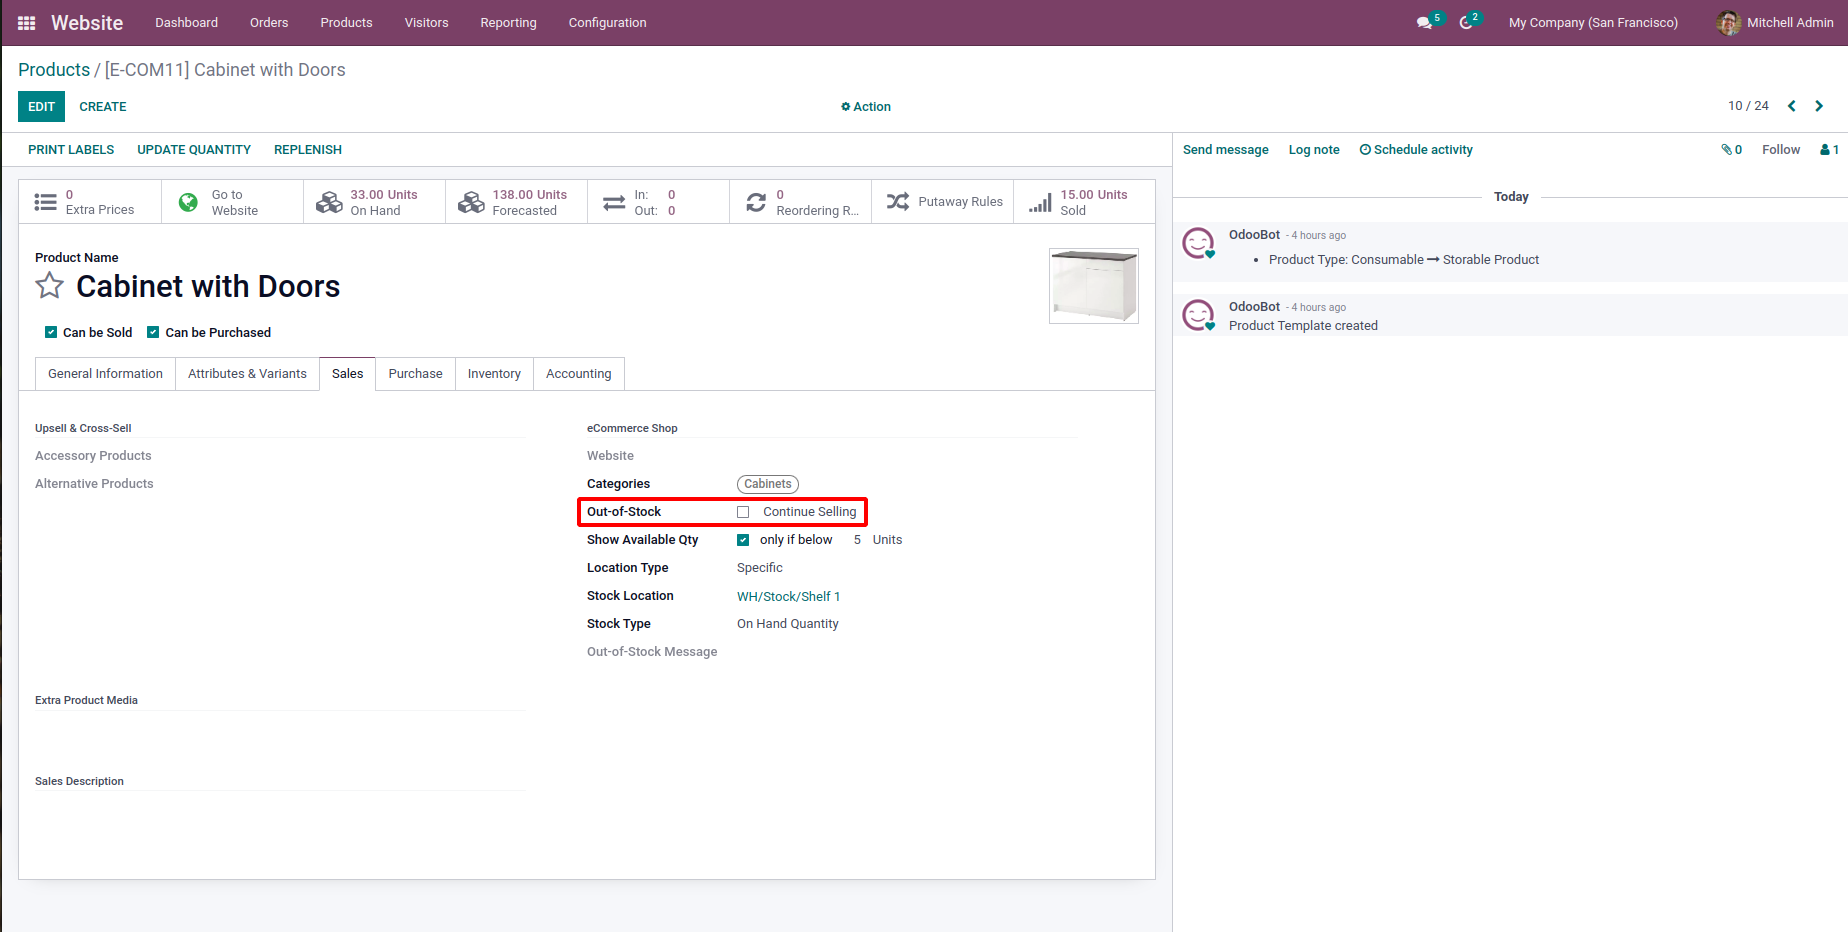 Website Dashboard Orders Products Visitors Reporting Configuration 5 2 My Company (San Francisco) Mitchell Admin
Products / [E-COM11] Cabinet with Doors
EDIT CREATE Action 10 / 24
PRINT LABELS UPDATE QUANTITY REPLENISH
0
Extra Prices
Go to
Website
33.00 Units
On Hand
138.00 Units
Forecasted
In: 0
Out: 0
0
Reordering R...
Putaway Rules
15.00 Units
Sold
Product Name
Cabinet with Doors
Can be Sold Can be Purchased
General Information Attributes & Variants Sales Purchase Inventory Accounting
Upsell & Cross-Sell
Accessory Products
Alternative Products
eCommerce Shop
Website
Categories Cabinets
Out-of-Stock Continue Selling
Show Available Qty only if below 5 Units
Location Type Specific
Stock Location WH/Stock/Shelf 1
Stock Type On Hand Quantity
Out-of-Stock Message
Extra Product Media
Sales Description
Send message Log note Schedule activity 0 Follow 1
Today
OdooBot - 4 hours ago
• Product Type: Consumable → Storable Product
OdooBot - 4 hours ago
Product Template created